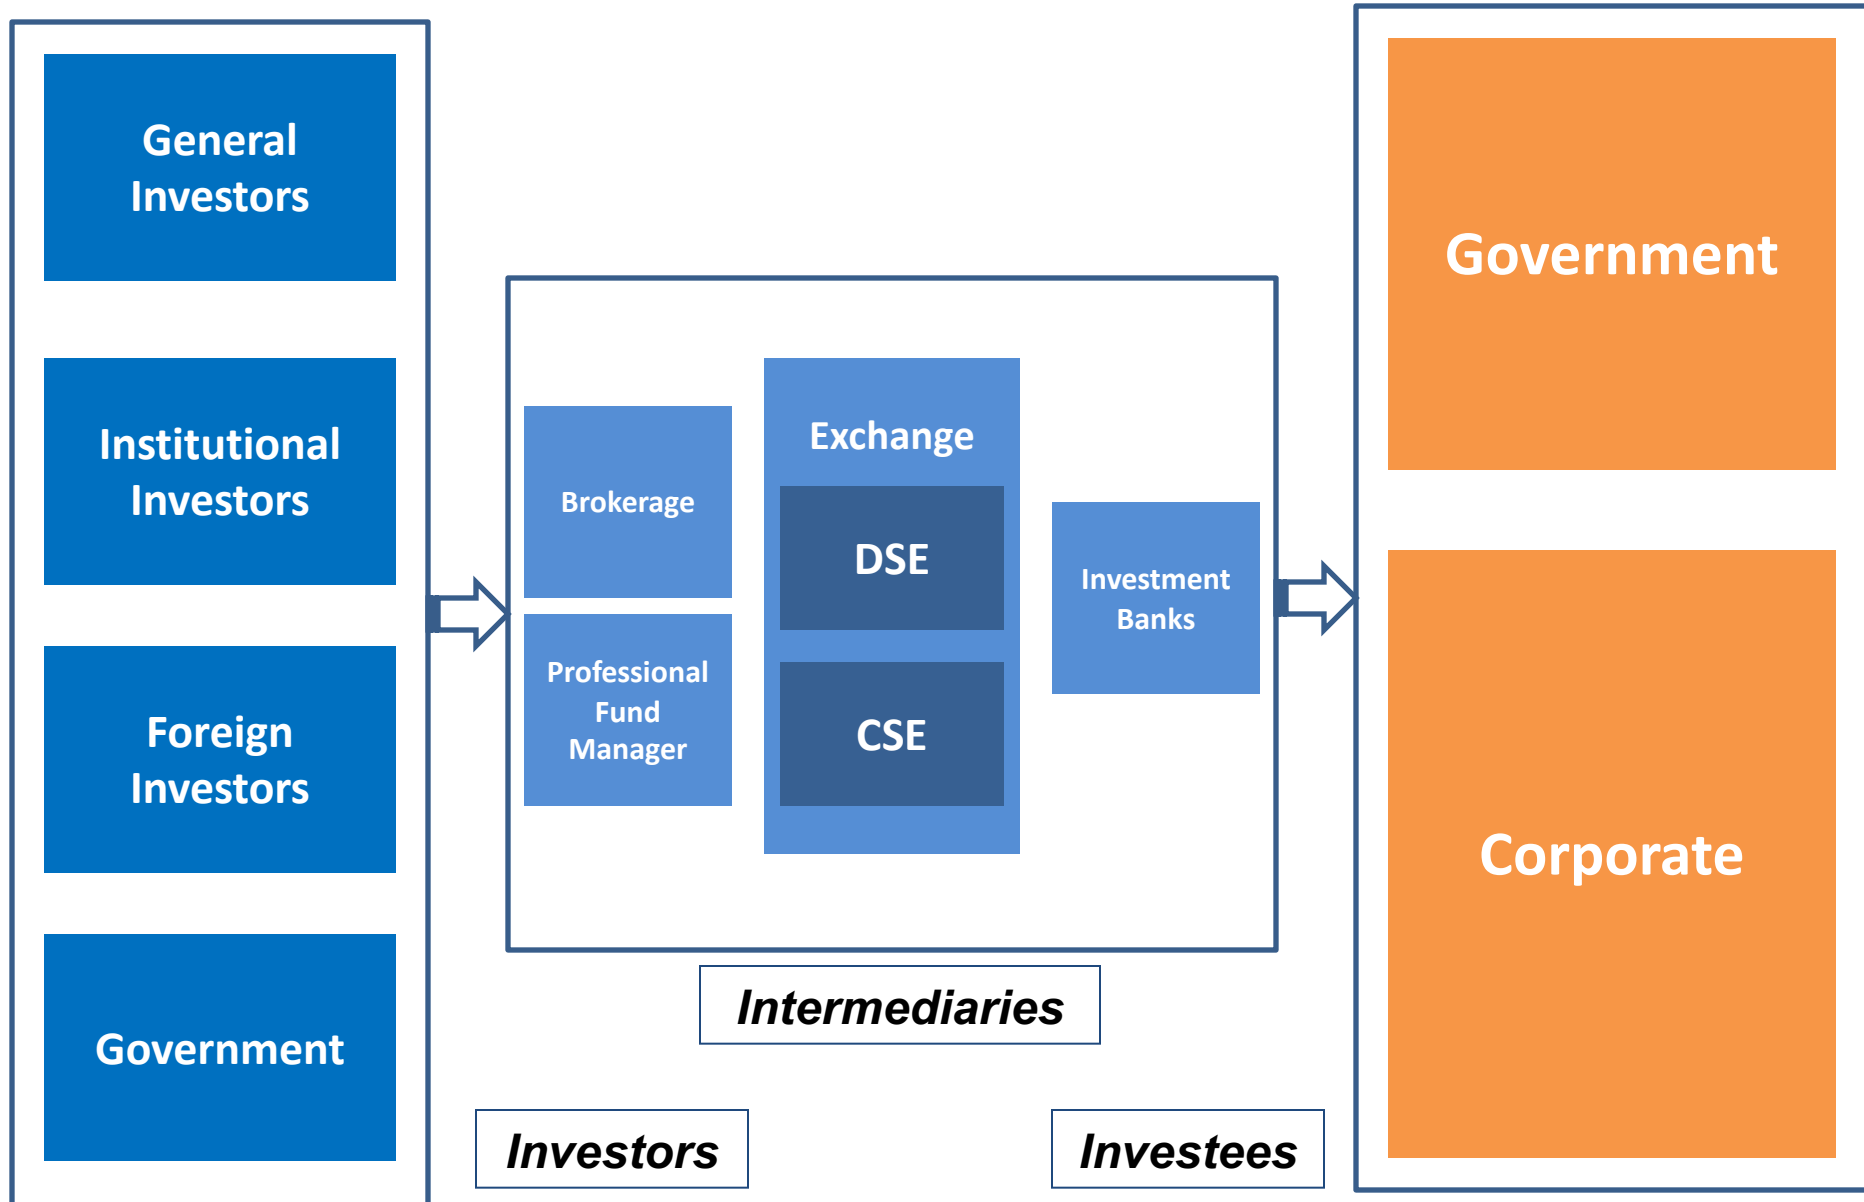 General
Investors
Institutional
Investors
Foreign
Investors
Government
Brokerage
Professional
Fund
Manager
Exchange
DSE
CSE
Investment
Banks
Intermediaries
Investors
Investees
Government
Corporate